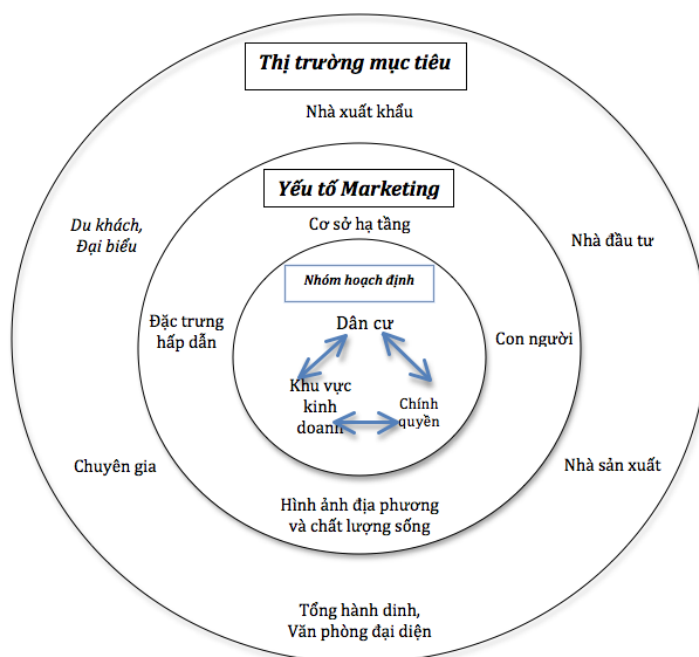 Thị trường mục tiêu
Nhà xuất khẩu
Yếu tố Marketing
Cơ sở hạ tầng
Du khách,
Đại biểu
Nhà đầu tư
Nhóm hoạch định
Dân cư
Đặc trưng
hấp dẫn
Con người
Khu vực
kinh
doanh
Chính
quyền
Chuyên gia
Nhà sản xuất
Hình ảnh địa phương
và chất lượng sống
Tổng hành dinh,
Văn phòng đại diện